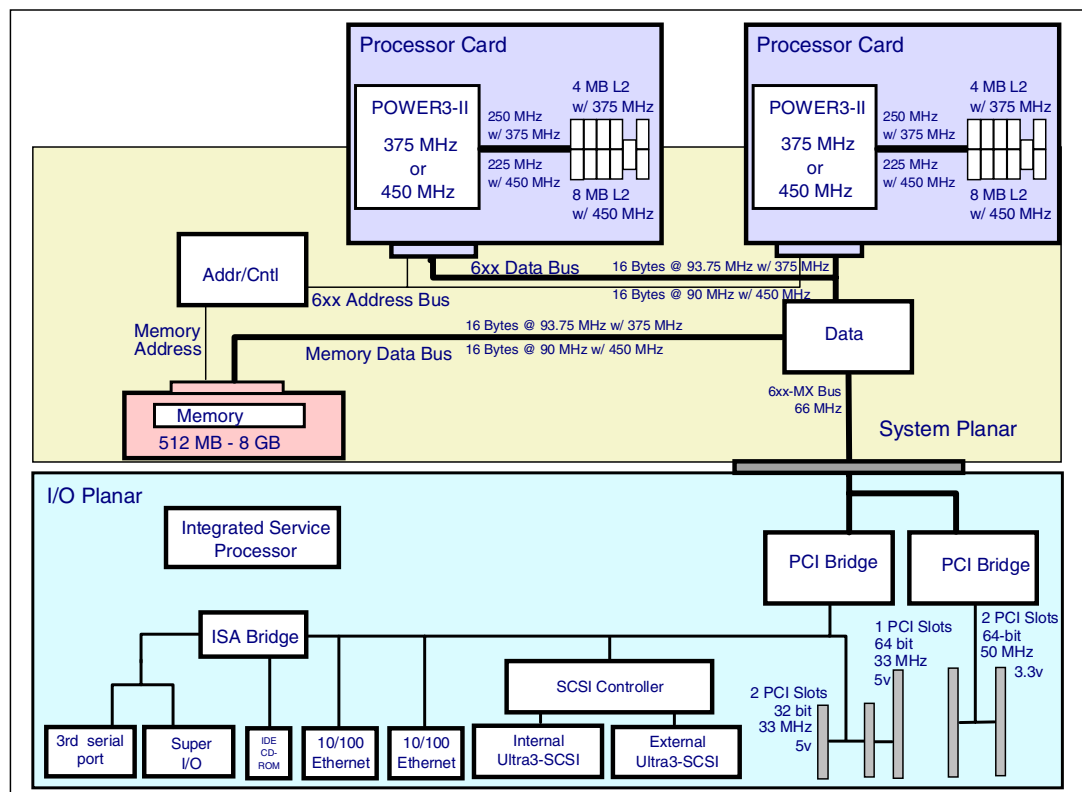 Processor Card
POWER3-II
375 MHz
or
450 MHz
250 MHz
w/ 375 MHz
225 MHz
w/ 450 MHz
4 MB L2
w/ 375 MHz
8 MB L2
w/ 450 MHz
Processor Card
POWER3-II
375 MHz
or
450 MHz
250 MHz
w/ 375 MHz
225 MHz
w/ 450 MHz
4 MB L2
w/ 375 MHz
8 MB L2
w/ 450 MHz
Addr/Cntl
6xx Data Bus
16 Bytes @ 93.75 MHz w/ 375 MHz
6xx Address Bus
16 Bytes @ 90 MHz w/ 450 MHz
Memory
Address
16 Bytes @ 93.75 MHz w/ 375 MHz
Memory Data Bus
16 Bytes @ 90 MHz w/ 450 MHz
Data
6xx-MX Bus
66 MHz
Memory
512 MB - 8 GB
System Planar
I/O Planar
Integrated Service
Processor
PCI Bridge
PCI Bridge
ISA Bridge
SCSI Controller
1 PCI Slots
64 bit
33 MHz
5v
2 PCI Slots
64-bit
50 MHz
3.3v
2 PCI Slots
32 bit
33 MHz
5v
3rd serial
port
Super
I/O
IDE
CD-
ROM
10/100
Ethernet
10/100
Ethernet
Internal
Ultra3-SCSI
External
Ultra3-SCSI